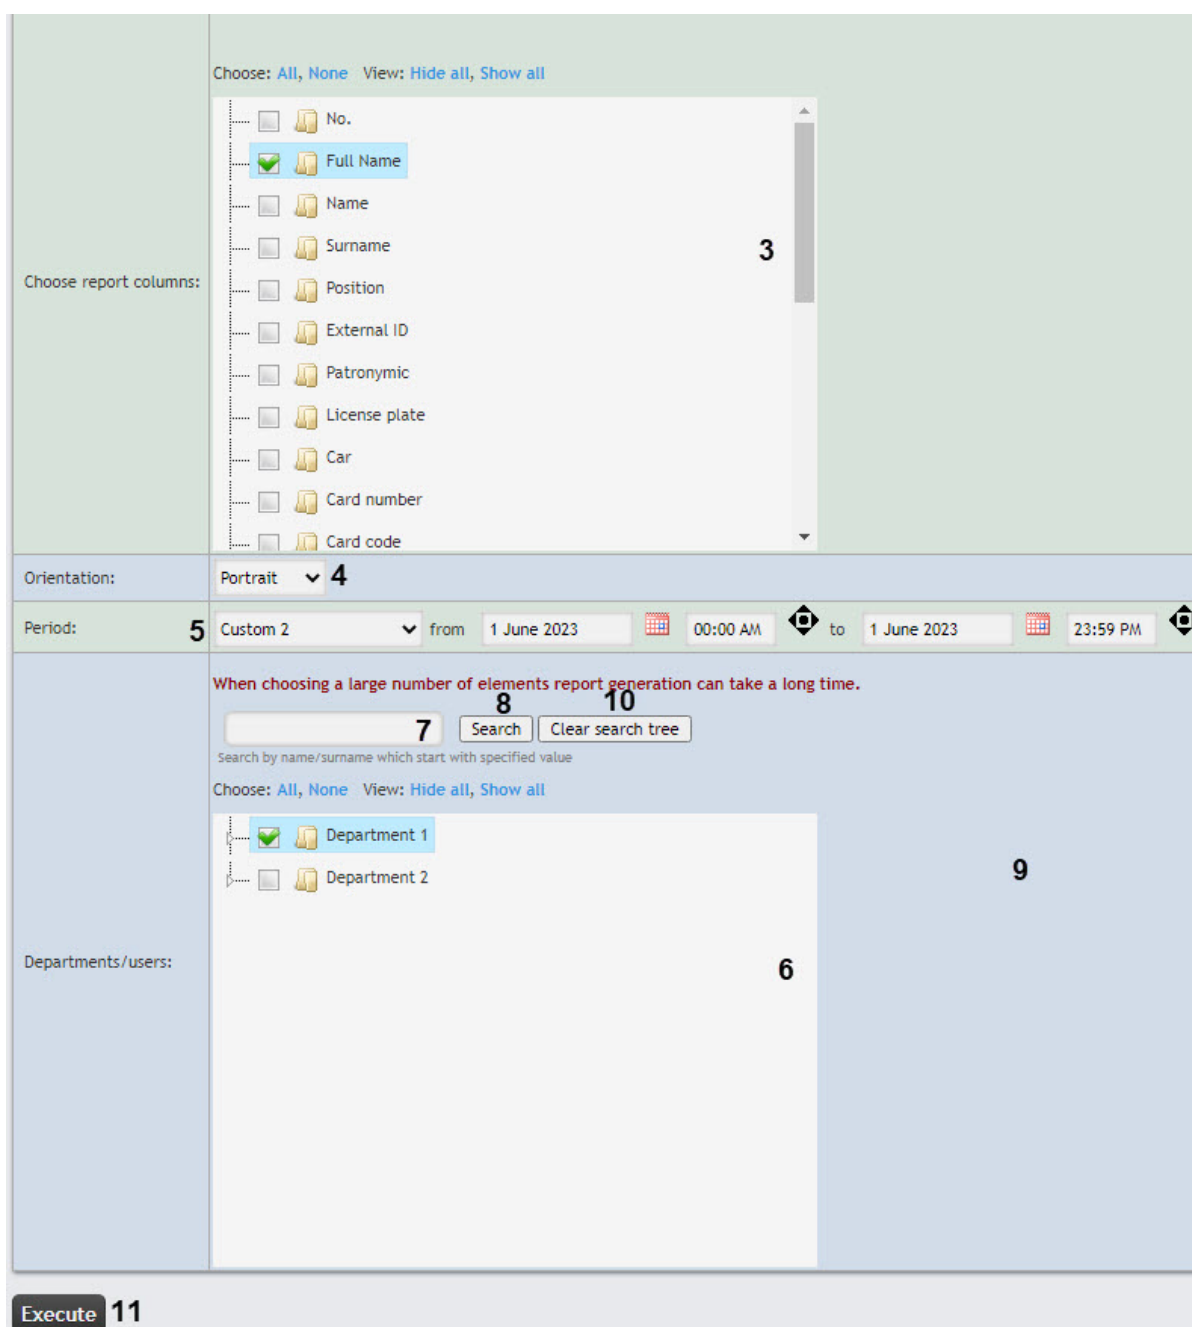 Choose: All, None View: Hide all, Show all
No.
Full Name
Name
Surname
3
Choose report columns:
Position
External ID
Patronymic
License plate
Car
Card number
Card code
Orientation: Portrait 4
Period: 5 Custom 2 from 1 June 2023 00:00 AM to 1 June 2023 23:59 PM
When choosing a large number of elements report generation can take a long time.
8 10
7 Search Clear search tree
Search by name/surname which start with specified value
Choose: All, None View: Hide all, Show all
Department 1
9
Department 2
Departments/users:
6
Execute 11